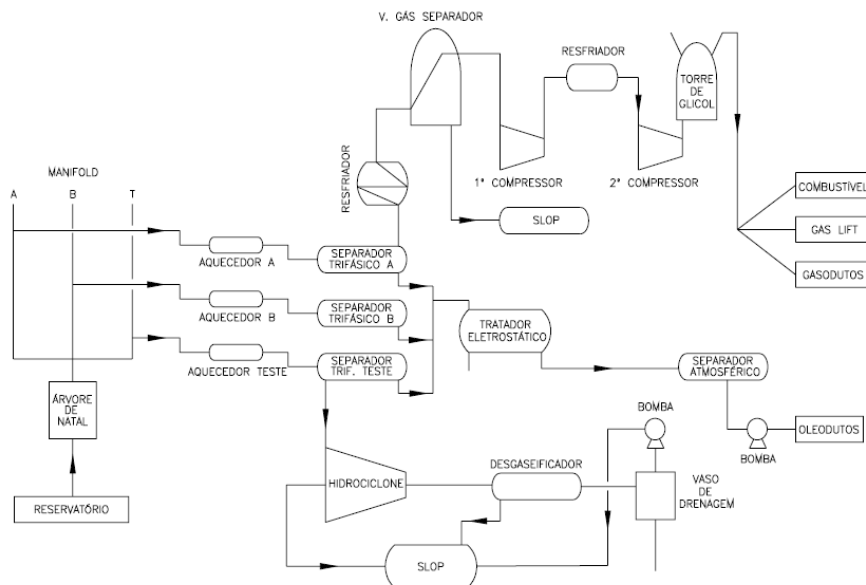 V. GÁS SEPARADOR
RESFRIADOR
TORRE
DE
GLICOL
MANIFOLD
A B T
RESFRIADOR
1º COMPRESSOR
2º COMPRESSOR
SLOP
COMBUSTÍVEL
GAS LIFT
GASODUTOS
AQUECEDOR A
SEPARADOR
TRIFÁSICO A
AQUECEDOR B
SEPARADOR
TRIFÁSICO B
AQUECEDOR TESTE
SEPARADOR
TRIF. TESTE
TRATADOR
ELETROSTÁTICO
SEPARADOR
ATMOSFÉRICO
ÁRVORE
DE
NATAL
RESERVATÓRIO
BOMBA
OLEODUTOS
BOMBA
HIDROCICLONE
DESGASEIFICADOR
VASO
DE
DRENAGEM
SLOP